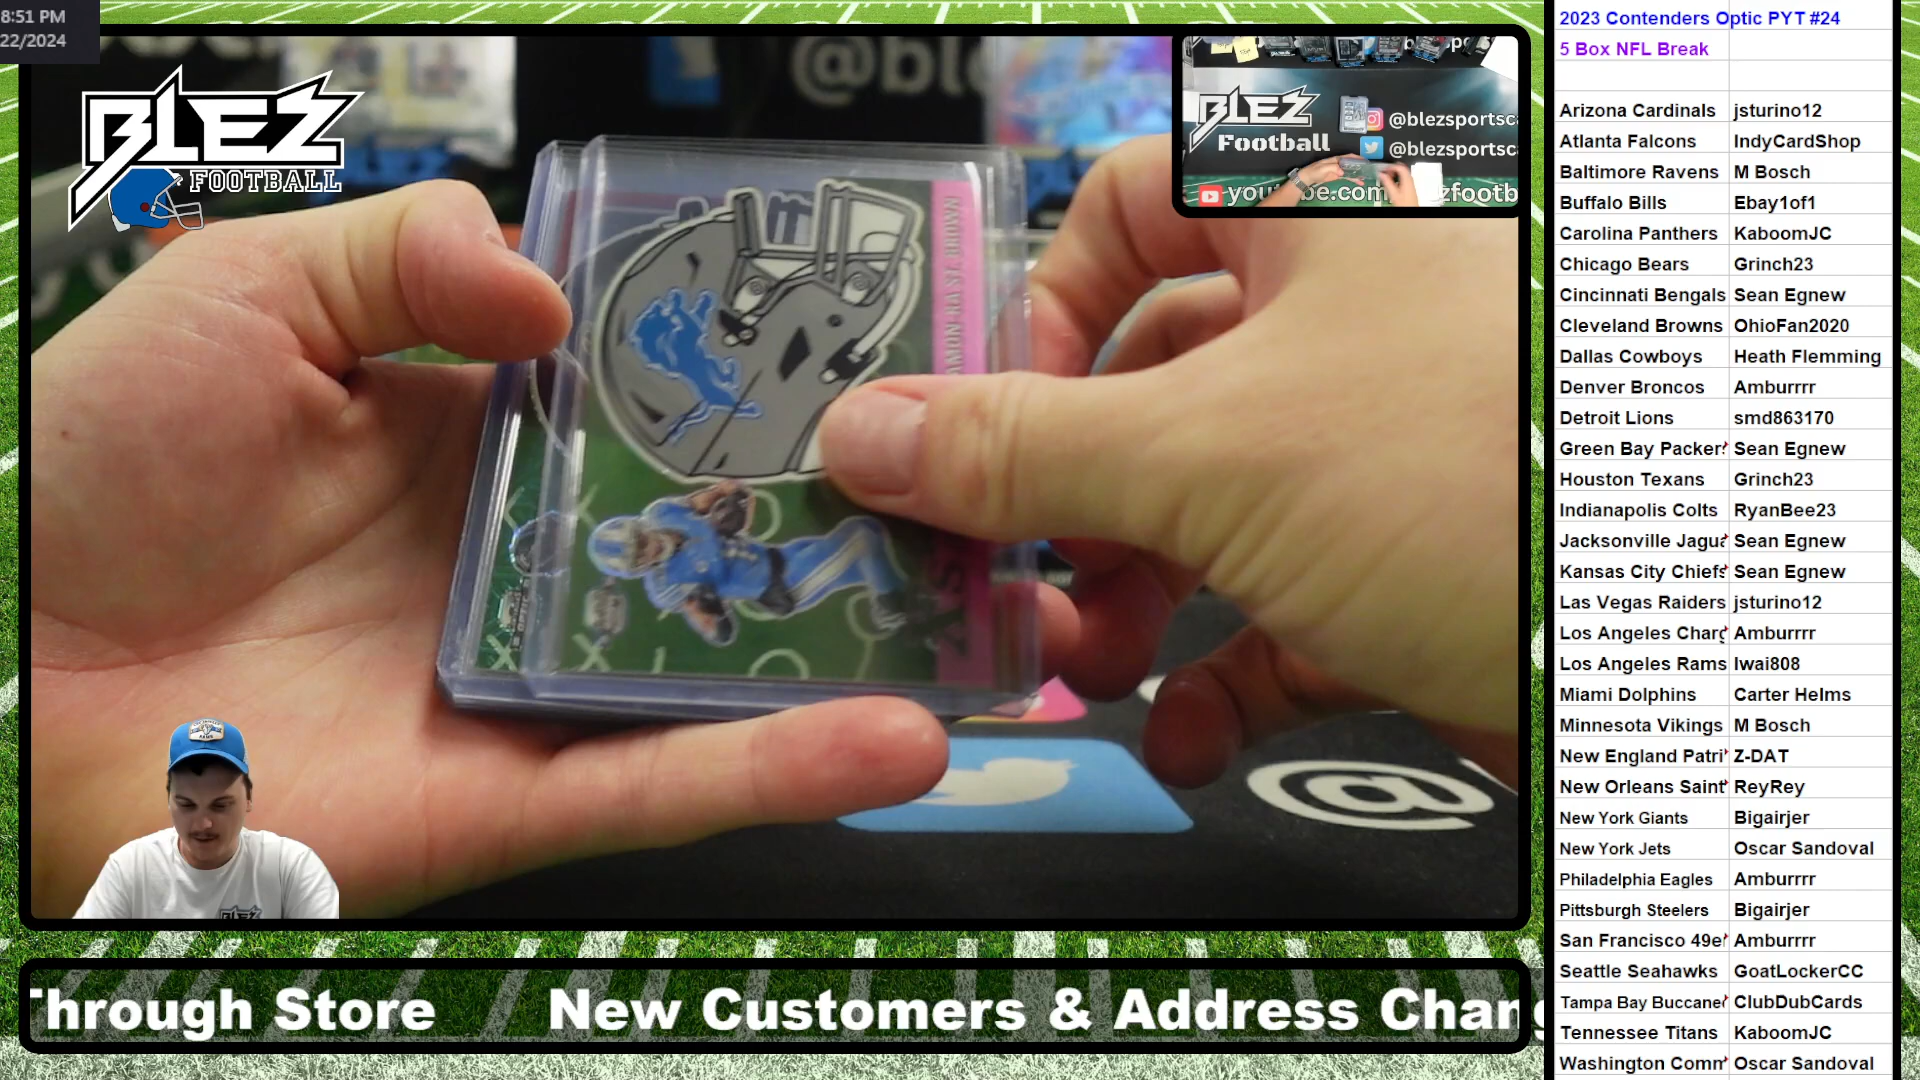 8:51 PM
22/2024
BLEZ
FOOTBALL
AMON-RA ST. BROWN
BLEZ
Football
@blezsportsc
@blezsportsc
@
Through Store New Customers & Address Chan
2023 Contenders Optic PYT #24
5 Box NFL Break
Arizona Cardinals jsturino12
Atlanta Falcons IndyCardShop
Baltimore Ravens M Bosch
Buffalo Bills Ebay1of1
Carolina Panthers KaboomJC
Chicago Bears Grinch23
Cincinnati Bengals Sean Egnew
Cleveland Browns OhioFan2020
Dallas Cowboys Heath Flemming
Denver Broncos Amburrrr
Detroit Lions smd863170
Green Bay Packer Sean Egnew
Houston Texans Grinch23
Indianapolis Colts RyanBee23
Jacksonville Jagua Sean Egnew
Kansas City Chiefs Sean Egnew
Las Vegas Raiders jsturino12
Los Angeles Charg Amburrrr
Los Angeles Rams Iwai808
Miami Dolphins Carter Helms
Minnesota Vikings M Bosch
New England Patri Z-DAT
New Orleans Saint ReyRey
New York Giants Bigairjer
New York Jets Oscar Sandoval
Philadelphia Eagles Amburrrr
Pittsburgh Steelers Bigairjer
San Francisco 49e Amburrrr
Seattle Seahawks GoatLockerCC
Tampa Bay Buccane ClubDubCards
Tennessee Titans KaboomJC
Washington Comm Oscar Sandoval